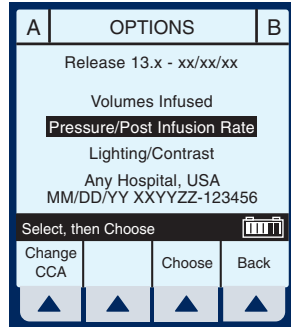 A OPTIONS B
Release 13.x - xx/xx/xx
Volumes Infused
Pressure/Post Infusion Rate
Lighting/Contrast
Any Hospital, USA
MM/DD/YY XXYYZZ-123456
Select, then Choose
Change CCA
Choose
Back